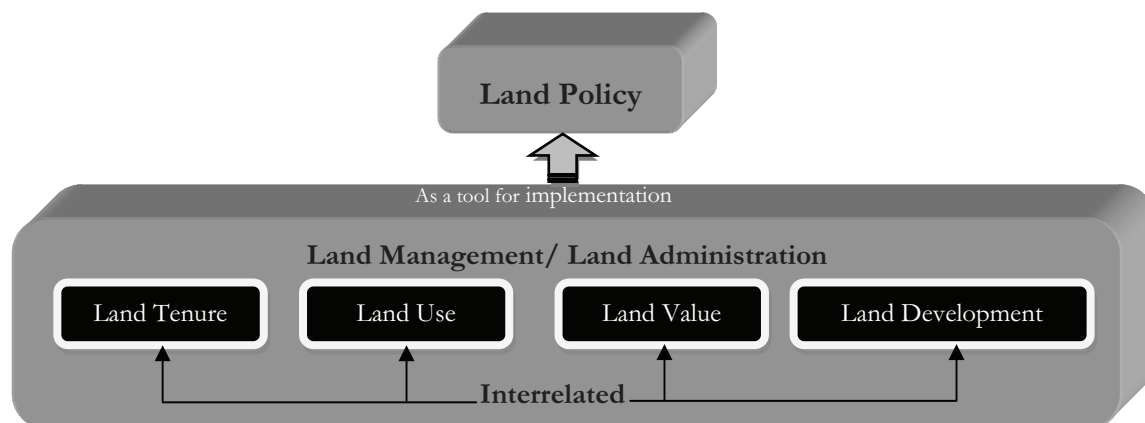 Land Policy
As a tool for implementation
Land Management/ Land Administration
Land Tenure
Land Use
Land Value
Land Development
Interrelated